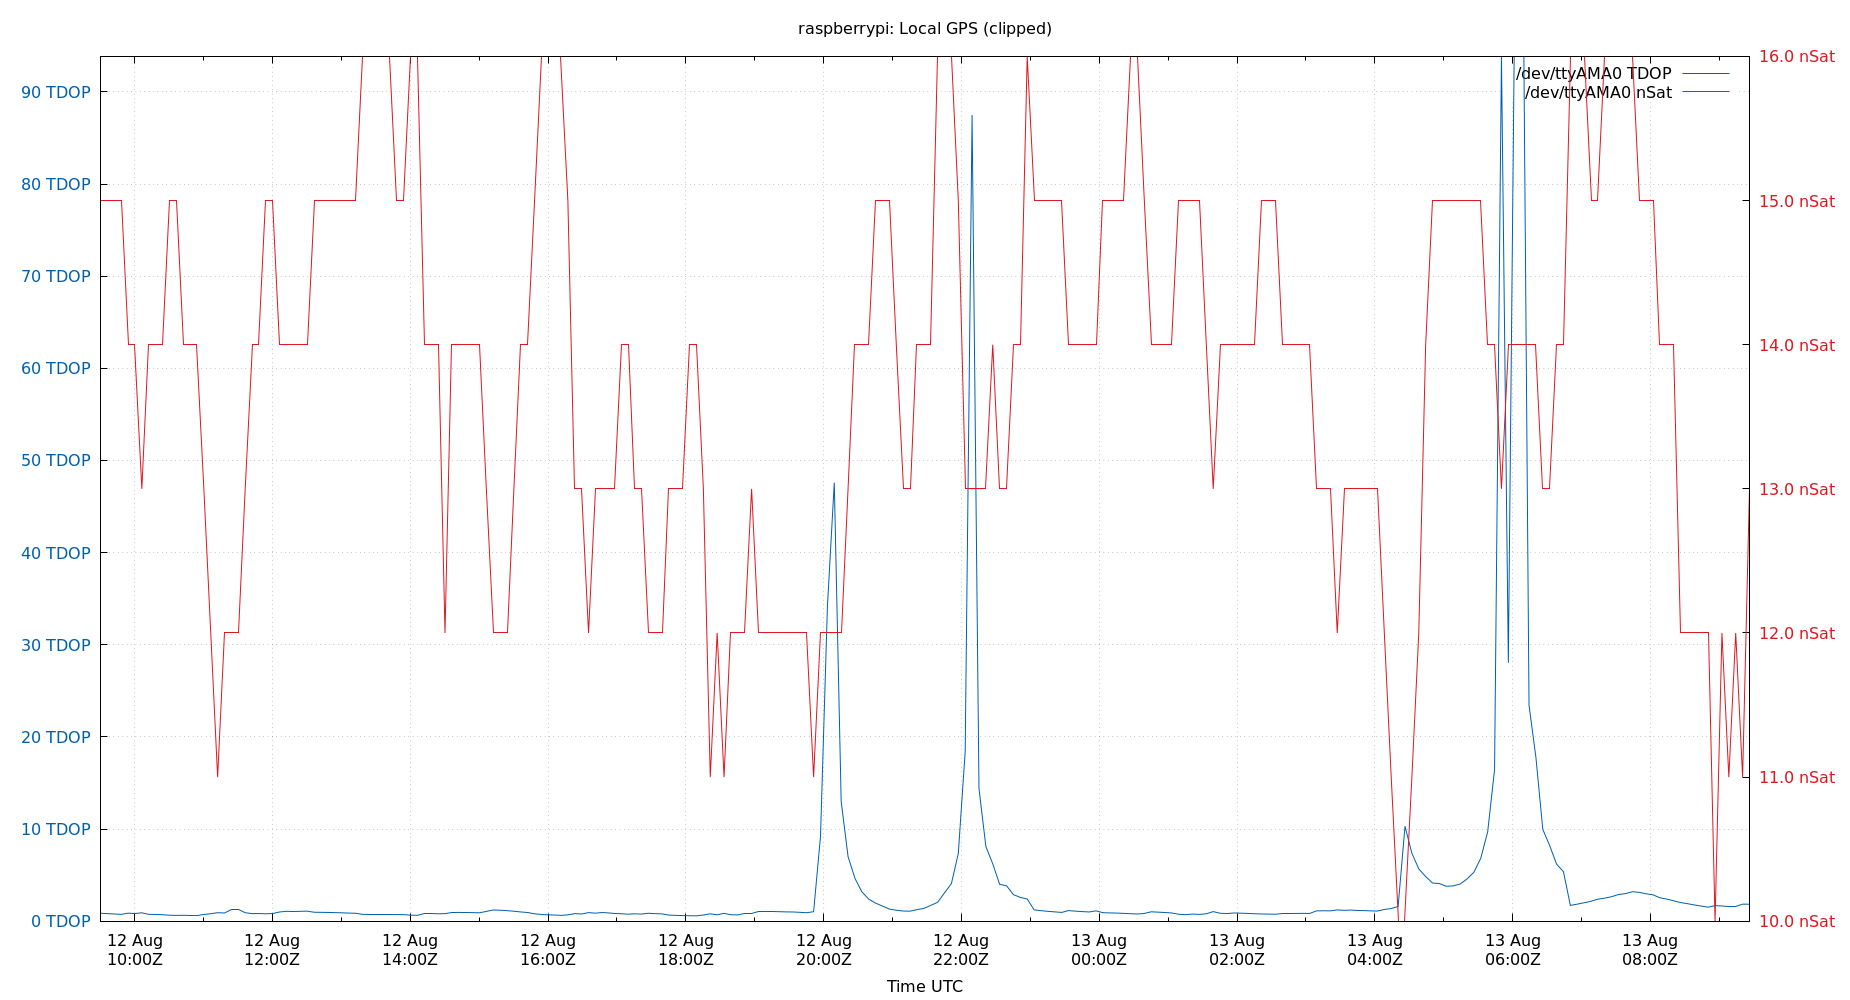 raspberrypi: Local GPS (clipped)
16.0 nSat
/dev/ttyAMA0 TDOP
90 TDOP
/dev/ttyAMA0 nSat
80 TDOP
15.0 nSat
70 TDOP
14.0 nSat
60 TDOP
50 TDOP
13.0 nSat
40 TDOP
12.0 nSat
30 TDOP
20 TDOP
11.0 nSat
10 TDOP
0 TDOP
10.0 nSat
12 Aug 12 Aug 12 Aug 12 Aug 12 Aug 12 Aug 12 Aug 13 Aug 13 Aug 13 Aug 13 Aug 13 Aug
10:00Z 12:00Z 14:00Z 16:00Z 18:00Z 20:00Z 22:00Z 00:00Z 02:00Z 04:00Z 06:00Z 08:00Z
Time UTC